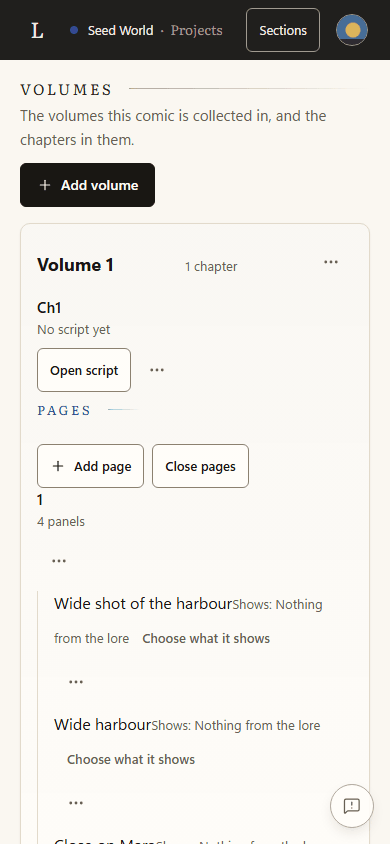 L Seed World · Projects Sections
VOLUMES
The volumes this comic is collected in, and the
chapters in them.
+ Add volume
Volume 1 1 chapter ...
Ch1
No script yet
Open script ...
PAGES
+ Add page Close pages
1
4 panels
...
Wide shot of the harbourShows: Nothing
from the lore Choose what it shows
...
Wide harbourShows: Nothing from the lore
Choose what it shows
...